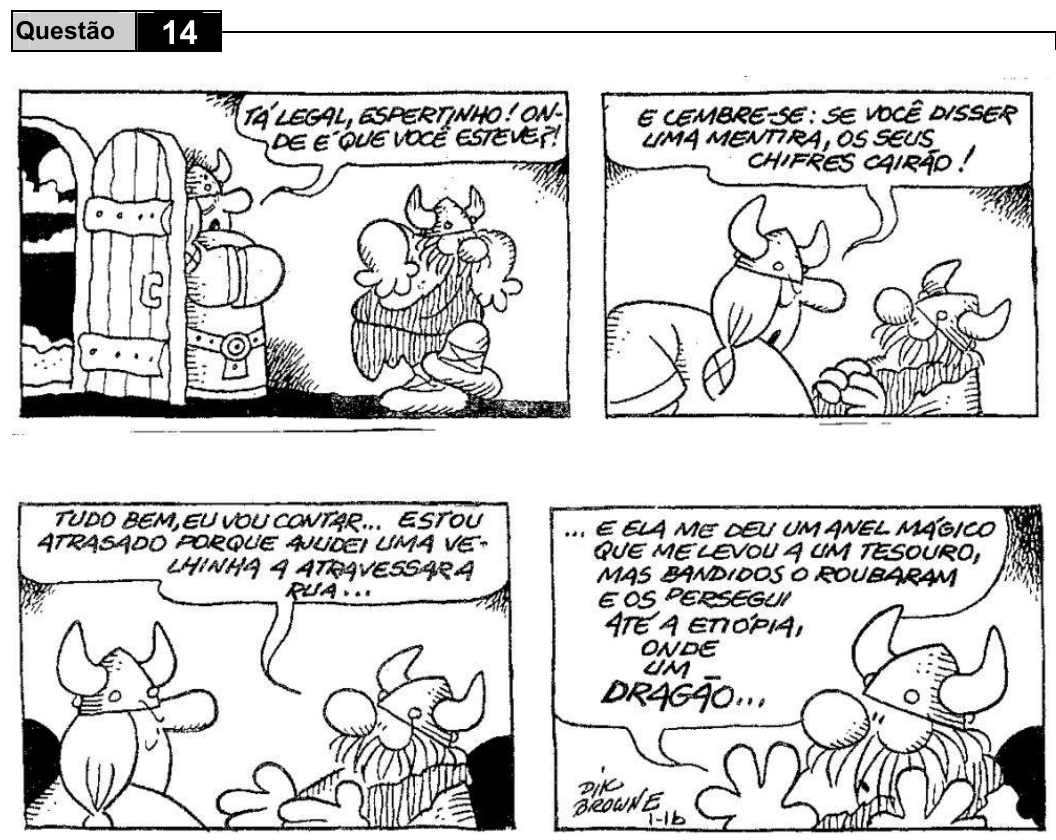 Questão 14
TÁ LEGAL, ESPERTINHO! ON-
DE É QUE VOCÊ ESTEVE?!
E LEMBRE-SE: SE VOCÊ DISSER
UMA MENTIRA, OS SEUS
CHIFRES CAIRÃO!
TUDO BEM, EU VOU CONTAR... ESTOU
ATRASADO PORQUE AJUDEI UMA VE-
LHINHA A ATRAVESSAR A
RUA...
... E ELA ME DEU UM ANEL MÁGICO
QUE ME LEVOU A UM TESOURO,
MAS BANDIDOS O ROUBARAM
E OS PERSEGUI
ATÉ A ETIÓPIA,
ONDE
UM
DRAGÃO...
DIK
BROWNE
1-16